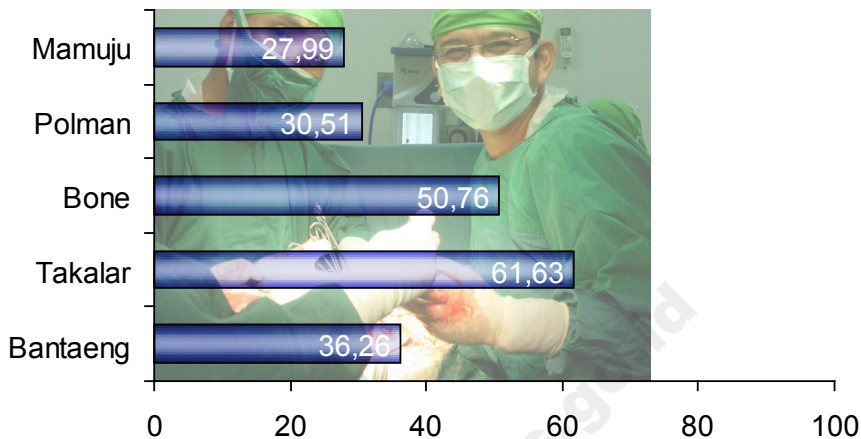 Mamuju 27,99
Polman 30,51
Bone 50,76
Takalar 61,63
Bantaeng 36,26
0 20 40 60 80 100